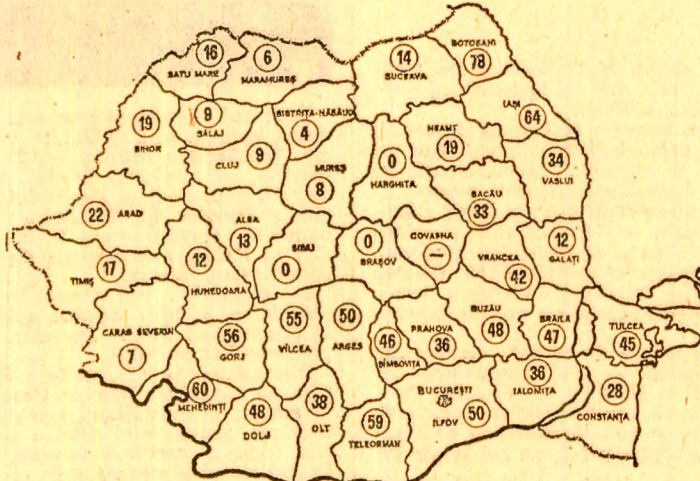 16
SATU MARE
6
MARAMUREȘ
14
SUCEAVA
BOTOȘANI
78
19
BIHOR
9
SĂLAJ
BISTRIȚA-NĂSĂUD
4
IAȘI
64
CLUJ
9
MUREȘ
8
0
HARGHITA
NEAMȚ
19
34
VASLUI
22 ARAD
ALBA
13
BACĂU
33
TIMIȘ
17
12
HUNEDOARA
SIBIU
0
0
BRAȘOV
COVASNA
—
VRANCEA
42
12
GALAȚI
CARAȘ SEVERIN
7
56
GORJ
55
VÎLCEA
50
ARGEȘ
46
DÎMBOVIȚA
PRAHOVA
36
BUZĂU
48
BRĂILA
47
TULCEA
45
60
MEHEDINȚI
48
DOLJ
38
OLT
59
TELEORMAN
BUCUREȘTI
ILFOV 50
36
IALOMIȚA
28
CONSTANȚA